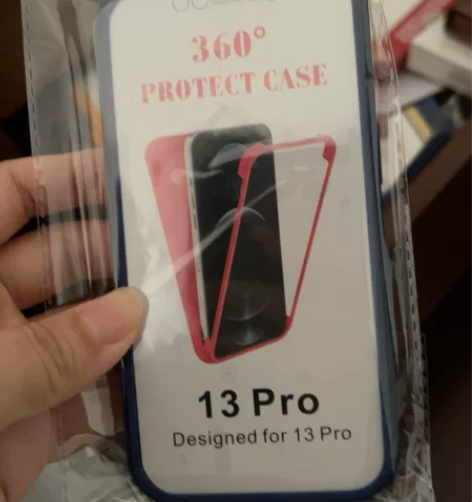 360°
PROTECT CASE
13 Pro
Designed for 13 Pro